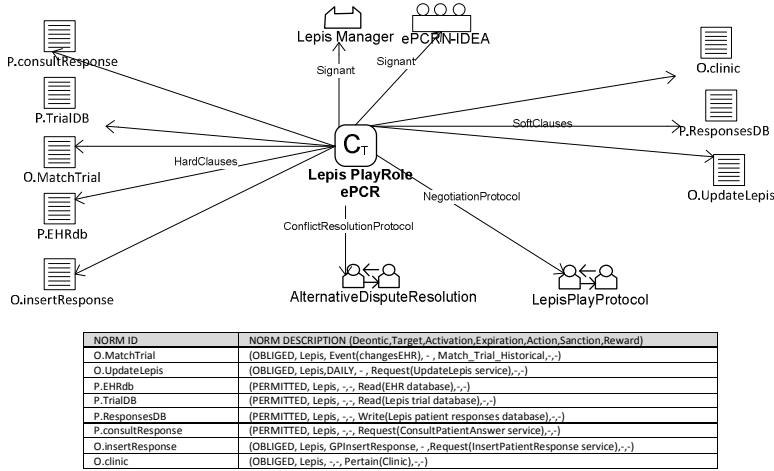 Lepis Manager
ePCRN-IDEA
P.consultResponse
Signant
Signant
O.clinic
P.TrialDB
SoftClauses
P.ResponsesDB
CT
O.MatchTrial
HardClauses
Lepis PlayRole
ePCR
O.UpdateLepis
NegotiationProtocol
P.EHRdb
ConflictResolutionProtocol
O.insertResponse
AlternativeDisputeResolution
LepisPlayProtocol
NORM ID NORM DESCRIPTION (Deontic,Target,Activation,Expiration,Action,Sanction,Reward)
O.MatchTrial (OBLIGED, Lepis, Event(changesEHR), - , Match_Trial_Historical,-,-)
O.UpdateLepis (OBLIGED, Lepis,DAILY, - , Request(UpdateLepis service),-,-)
P.EHRdb (PERMITTED, Lepis, -,-, Read(EHR database),-,-)
P.TrialDB (PERMITTED, Lepis, -,-, Read(Lepis trial database),-,-)
P.ResponsesDB (PERMITTED, Lepis, -,-, Write(Lepis patient responses database),-,-)
P.consultResponse (PERMITTED, Lepis, -,-, Request(ConsultPatientAnswer service),-,-)
O.insertResponse (OBLIGED, Lepis, GPInsertResponse, - ,Request(InsertPatientResponse service),-,-)
O.clinic (OBLIGED, Lepis, -,-, Pertain(Clinic),-,-)